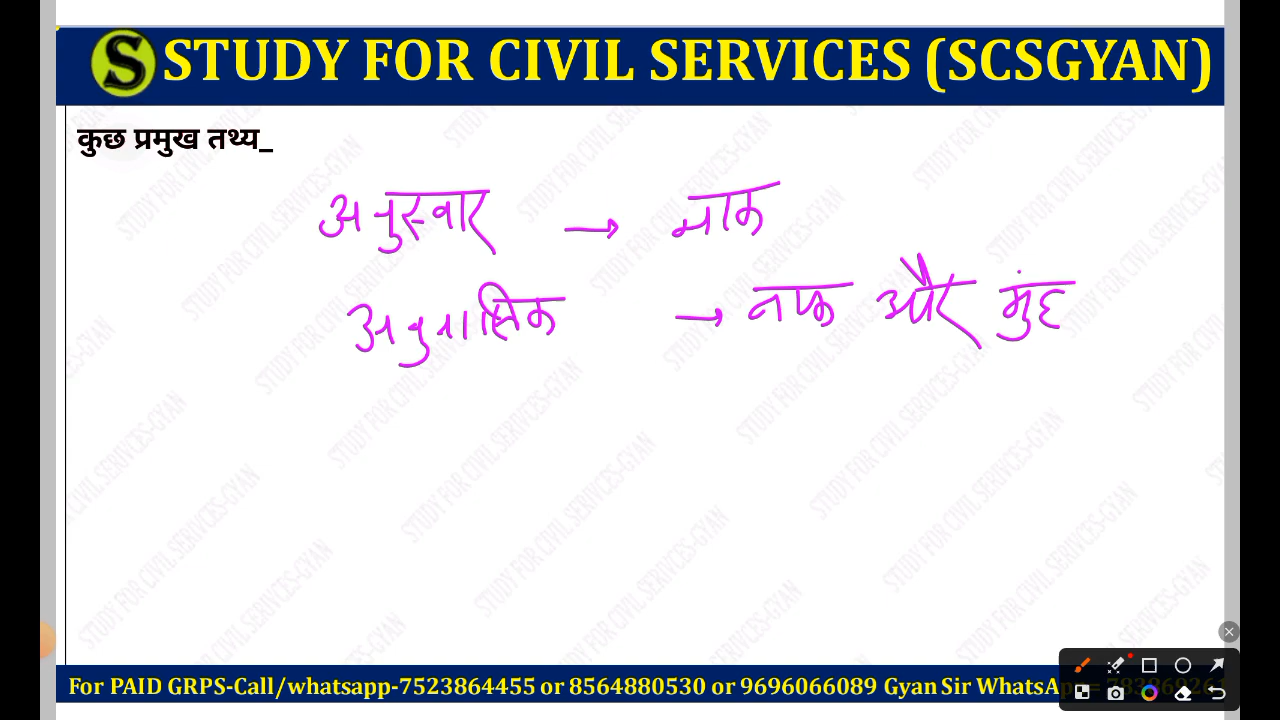 STUDY FOR CIVIL SERVICES (SCSGYAN)
कुछ प्रमुख तथ्य_
अनुस्वार → नाक
अनुनासिक → नाक और मुंह
For PAID GRPS-Call/whatsapp-7523864455 or 8564880530 or 9696066089 Gyan Sir WhatsA